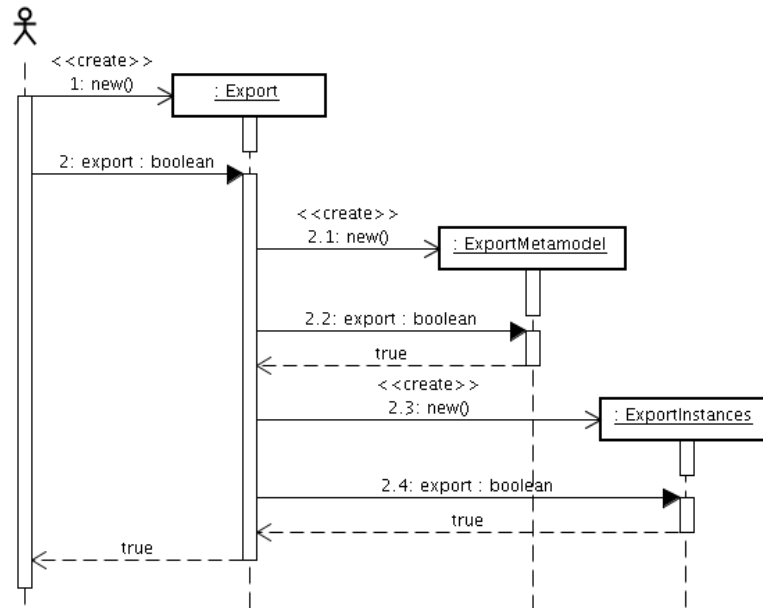 <<create>>
1: new()
: Export
2: export : boolean
<<create>>
2.1: new()
: ExportMetamodel
2.2: export : boolean
true
<<create>>
2.3: new()
: ExportInstances
2.4: export : boolean
true
true